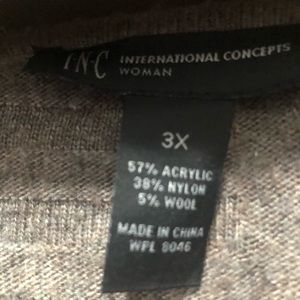 I·N·C INTERNATIONAL CONCEPTS
WOMAN
3X
57% ACRYLIC
38% NYLON
5% WOOL
MADE IN CHINA
WPL 8046